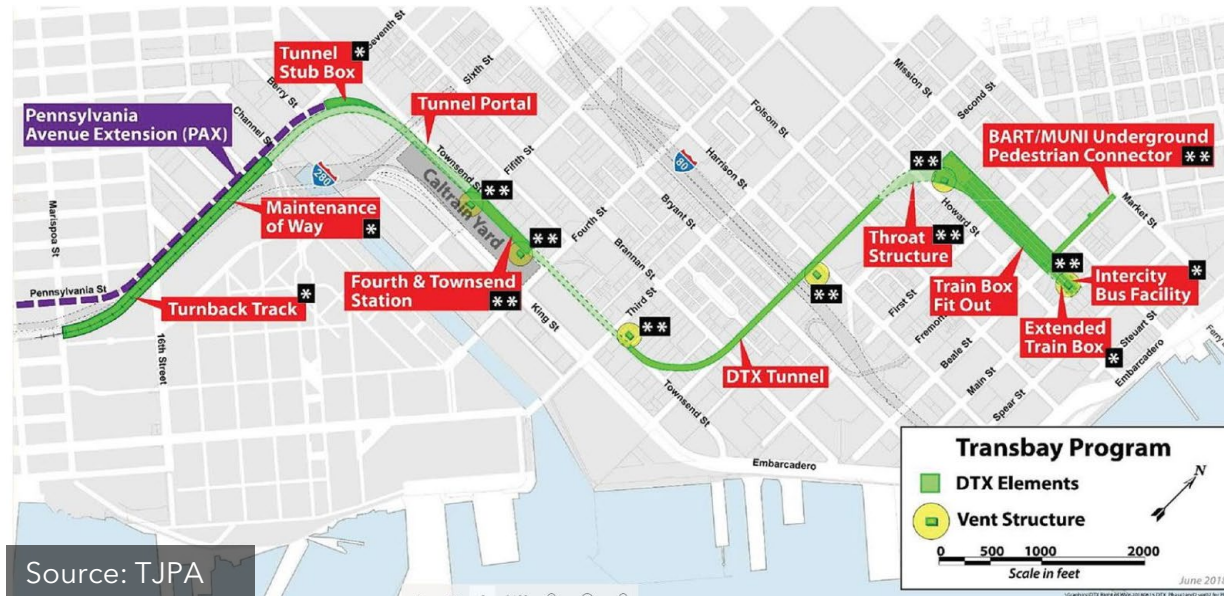 Tunnel *
Stub Box
Seventh St
Sixth St
Berry St
Tunnel Portal
Mission St
Second St
Pennsylvania
Avenue Extension (PAX)
Channel St
Folsom St
BART/MUNI Underground
Pedestrian Connector **
Townsend St
Fifth St
80
Harrison St
**
280
Caltrain Yard
**
Marispoa St
Maintenance
of Way *
Howard St
Market St
Bryant St
Fourth St
**
Throat **
Structure
**
Brannan St
Fourth & Townsend
Station **
Train Box
Fit Out
Intercity *
Bus Facility
Pennsylvania St
Turnback Track *
**
First St
Third St
King St
**
Fremont
Steuart St
Extended
Train Box *
16th Street
DTX Tunnel
Beale St
Main St
Embarcadero
Townsend St
Spear St
Embarcadero
Transbay Program
DTX Elements
N
Vent Structure
0 500 1000 2000
Scale in feet
June 2018
Source: TJPA